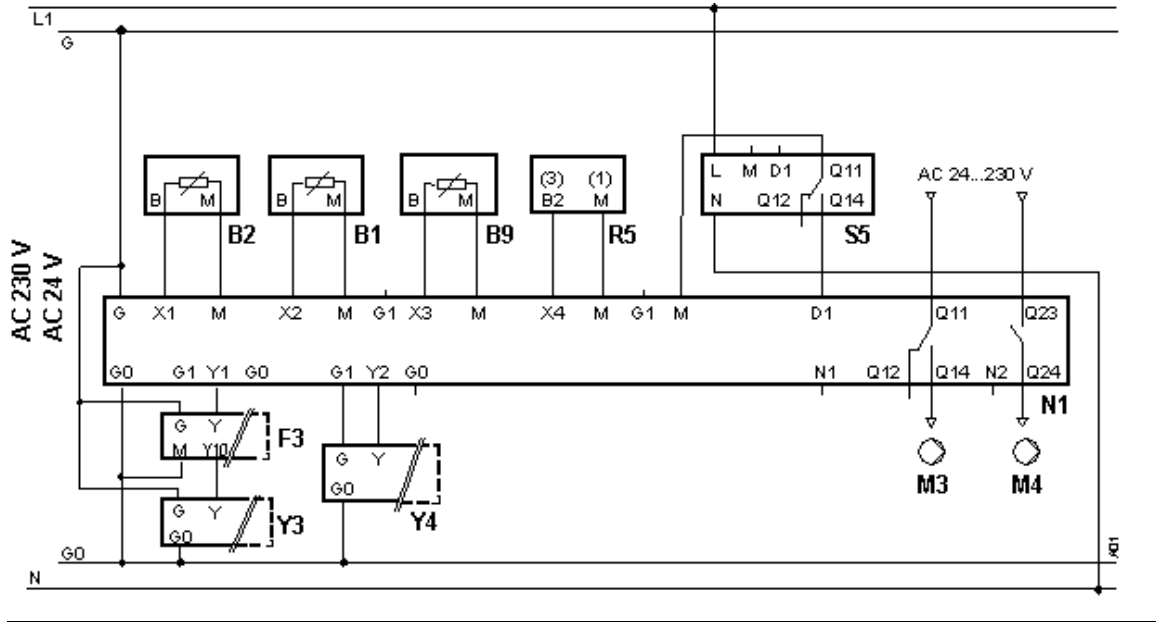 L1
G
AC 230 V
AC 24 V
B M
B2
B M
B1
B M
B9
(3) (1)
B2 M
R5
L M D1 Q11
N Q12 Q14
S5
AC 24...230 V
G X1 M X2 M G1 X3 M X4 M G1 M D1 Q11 Q23
G0 G1 Y1 G0 G1 Y2 G0 N1 Q12 Q14 N2 Q24
N1
G Y
M Y10
F3
G Y
G0
Y4
G Y
G0
Y3
M3
M4
G0
N
A01